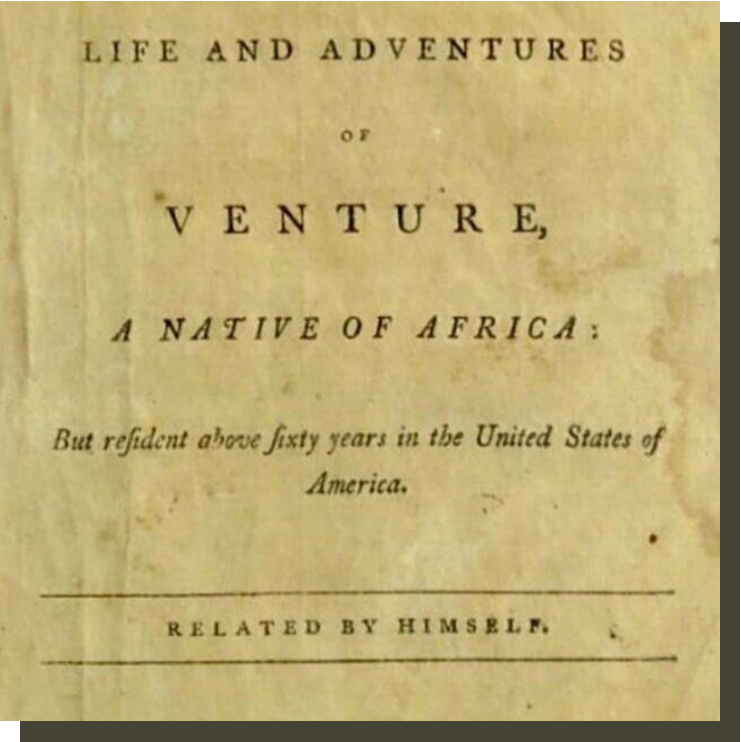 LIFE AND ADVENTURES
OF
VENTURE,
A NATIVE OF AFRICA:
But reſident above ſixty years in the United States of
America.
RELATED BY HIMSELF.